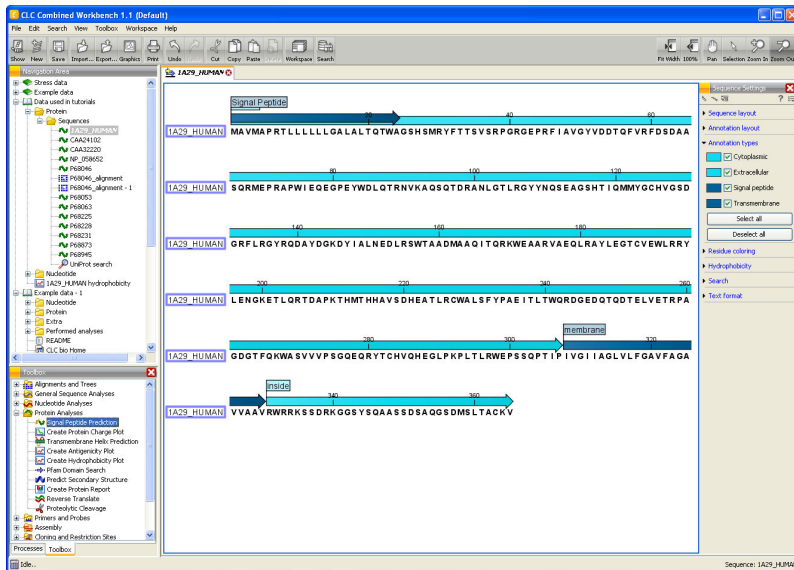 CLC Combined Workbench 1.1 (Default)
File Edit Search View Toolbox Workspace Help
Show New Save Import... Export... Graphics Print Undo Cut Copy Paste Workspace Search Fit Width 100% Pan Selection Zoom In Zoom Ou
Navigation Area
Stress data
Example data
Data used in tutorials
Protein
Sequences
1A29_HUMAN
CAA24102
CAA32220
NP_058652
P68046
P68046_alignment
P68046_alignment - 1
P68053
P68063
P68225
P68228
P68231
P68873
P68945
UniProt search
Nucleotide
1A29_HUMAN hydrophobicity
Example data - 1
Nucleotide
Protein
Extra
Performed analyses
README
CLC bio Home
Toolbox
Alignments and Trees
General Sequence Analyses
Nucleotide Analyses
Protein Analyses
Signal Peptide Prediction
Create Protein Charge Plot
Transmembrane Helix Prediction
Create Antigenicity Plot
Create Hydrophobicity Plot
Pfam Domain Search
Predict Secondary Structure
Create Protein Report
Reverse Translate
Proteolytic Cleavage
Primers and Probes
Assembly
Cloning and Restriction Sites
Processes Toolbox
Idle...
1A29_HUMAN
Signal Peptide
20 40 60
1A29_HUMAN MAVMAPRTLLLLLLGALALTQTWAGSHSMRYFTTSVSRPGRGEPRFIAVGYVDDTQFVRFDSDAA
80 100 120
1A29_HUMAN SQRMEPRAPWIEQEGPEYWDLQTRNVKAQSQTDRANLGTLRGYYNQSEAGSHTIQMMYGCHVGSD
140 160 180
1A29_HUMAN GRFLRGYRQDAYDGKDYIALNEDLRSWTAADMAAQITQRKWEAARVAEQLRAYLEGTCVEWLRRY
200 220 240 260
1A29_HUMAN LENGKETLQRTDAPKTHMTHHAVSDHEATLRCWALSFYPAEITLTWQRDGEDQTQDTELVETRPA
membrane
280 300 320
1A29_HUMAN GDGTFQKWASVVVPSGQEQRYTCHVQHEGLPKPLTLRWEPSSQPTIPIVGIIAGLVLFGAVFAGA
inside
340 360
1A29_HUMAN VVAAVRWRRKSSDRKGGSYSQAASSDSAQGSDMSLTACKV
Sequence Settings
Sequence layout
Annotation layout
Annotation types
Cytoplasmic
Extracellular
Signal peptide
Transmembrane
Select all
Deselect all
Residue coloring
Hydrophobicity
Search
Text format
Sequence: 1A29_HUMA